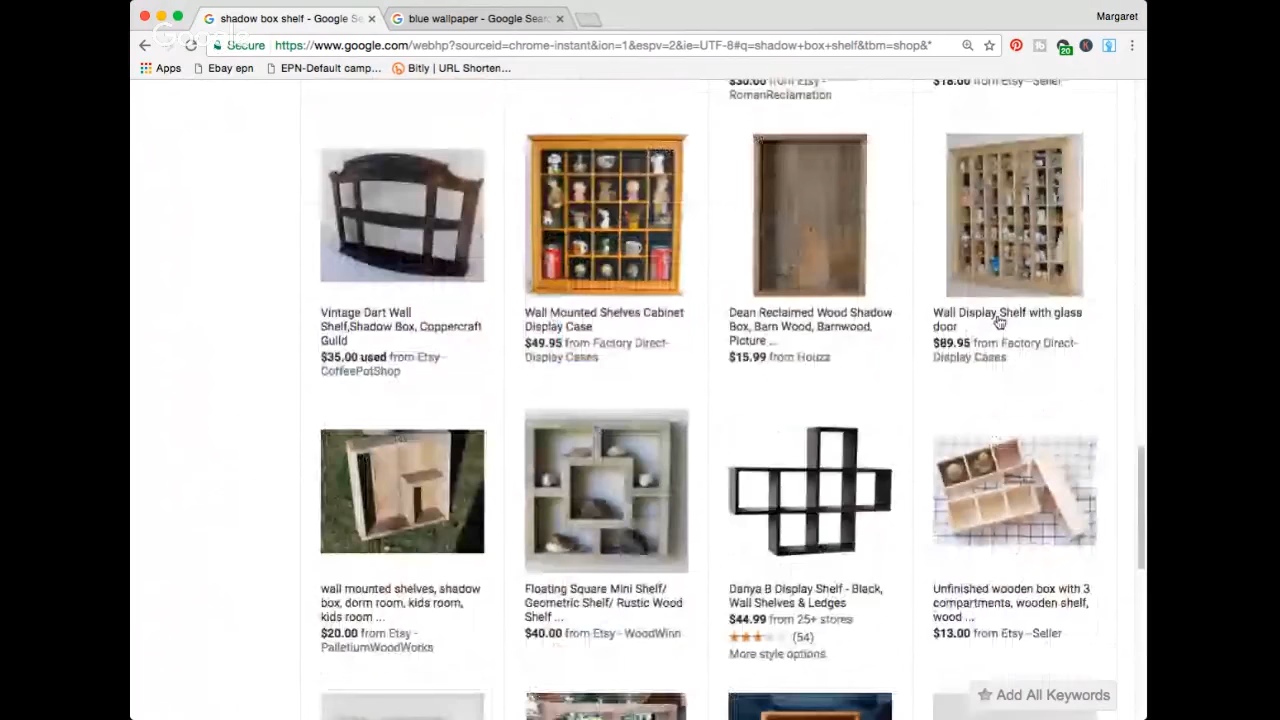 shadow box shelf - Google Se
blue wallpaper - Google Sear
Margaret
Google
Secure
https://www.google.com/webhp?sourceid=chrome-instant&ion=1&espv=2&ie=UTF-8#q=shadow+box+shelf&tbm=shop&*
20
K
Apps
Ebay epn
EPN-Default camp...
Bitly | URL Shorten...
$30.00 from Etsy -
RomanReclamation
$18.00 from Etsy - Seller
Vintage Dart Wall
Shelf,Shadow Box, Coppercraft
Guild
$35.00 used from Etsy -
CoffeePotShop
Wall Mounted Shelves Cabinet
Display Case
$49.95 from Factory Direct
Display Cases
Dean Reclaimed Wood Shadow
Box, Barn Wood, Barnwood,
Picture ...
$15.99 from Houzz
Wall Display Shelf with glass
door
$89.95 from Factory Direct
Display Cases
wall mounted shelves, shadow
box, dorm room, kids room,
kids room ...
$20.00 from Etsy -
PalletiumWoodWorks
Floating Square Mini Shelf/
Geometric Shelf/ Rustic Wood
Shelf ...
$40.00 from Etsy - WoodWinn
Danya B Display Shelf - Black,
Wall Shelves & Ledges
$44.99 from 25+ stores
(54)
More style options
Unfinished wooden box with 3
compartments, wooden shelf,
wood ...
$13.00 from Etsy - Seller
Add All Keywords